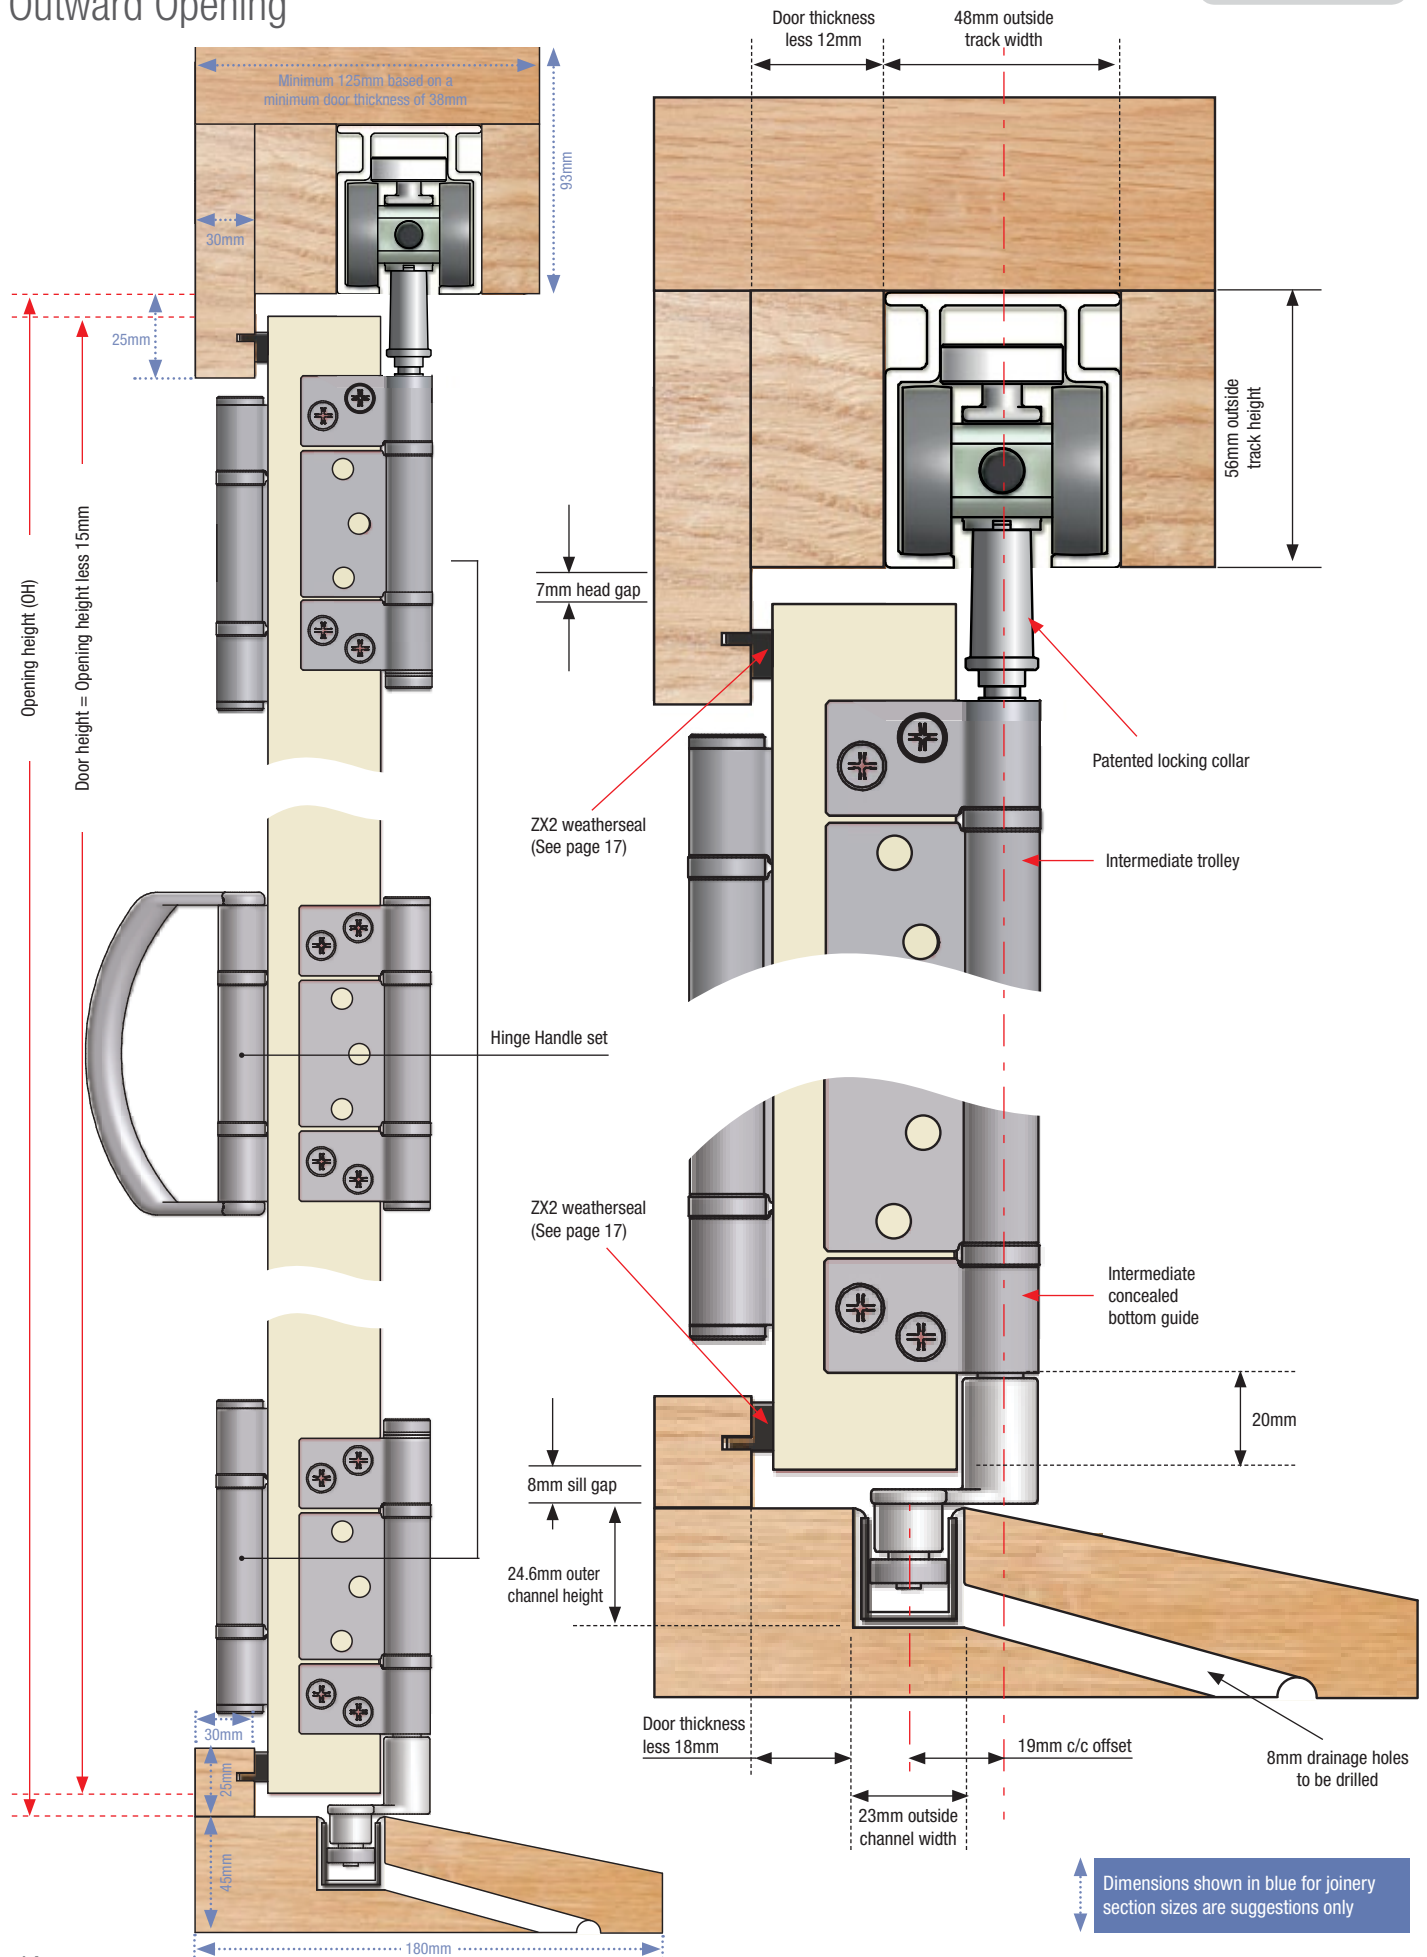 Outward Opening
Door thickness
less 12mm
48mm outside
track width
Minimum 125mm based on a
minimum door thickness of 38mm
93mm
30mm
25mm
56mm outside
track height
Opening height (OH)
Door height = Opening height less 15mm
7mm head gap
Patented locking collar
ZX2 weatherseal
(See page 17)
Intermediate trolley
Hinge Handle set
ZX2 weatherseal
(See page 17)
Intermediate
concealed
bottom guide
20mm
8mm sill gap
24.6mm outer
channel height
30mm
25mm
45mm
180mm
Door thickness
less 18mm
19mm c/c offset
23mm outside
channel width
8mm drainage holes
to be drilled
Dimensions shown in blue for joinery
section sizes are suggestions only